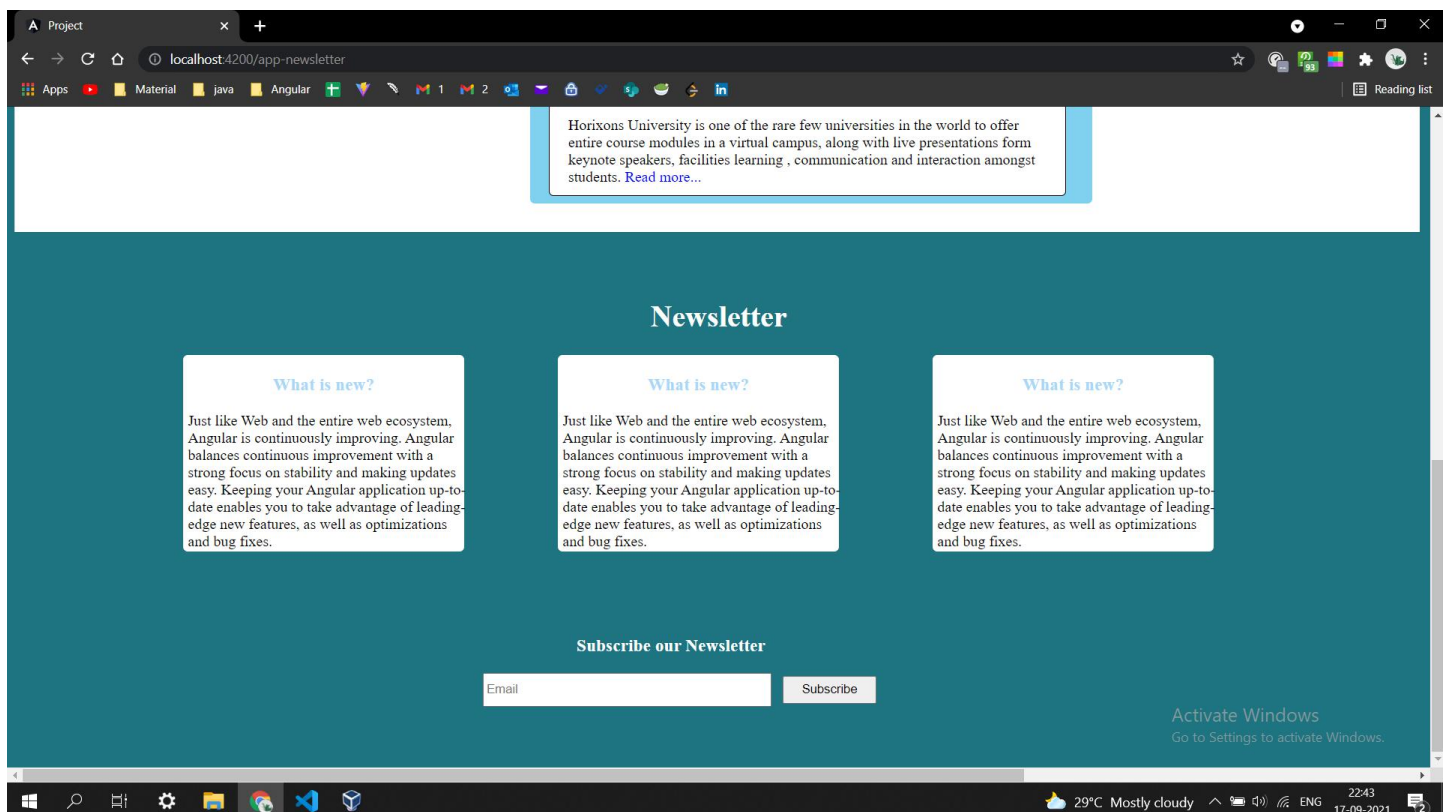 Project
localhost:4200/app-newsletter
Apps Material java Angular 1 2 Reading list
93
Horixons University is one of the rare few universities in the world to offer
entire course modules in a virtual campus, along with live presentations form
keynote speakers, facilities learning , communication and interaction amongst
students. Read more...
Newsletter
What is new? What is new? What is new?
Just like Web and the entire web ecosystem,
Angular is continuously improving. Angular
balances continuous improvement with a
strong focus on stability and making updates
easy. Keeping your Angular application up-to-
date enables you to take advantage of leading-
edge new features, as well as optimizations
and bug fixes.
Just like Web and the entire web ecosystem,
Angular is continuously improving. Angular
balances continuous improvement with a
strong focus on stability and making updates
easy. Keeping your Angular application up-to-
date enables you to take advantage of leading-
edge new features, as well as optimizations
and bug fixes.
Just like Web and the entire web ecosystem,
Angular is continuously improving. Angular
balances continuous improvement with a
strong focus on stability and making updates
easy. Keeping your Angular application up-to-
date enables you to take advantage of leading-
edge new features, as well as optimizations
and bug fixes.
Subscribe our Newsletter
Email Subscribe
Activate Windows
Go to Settings to activate Windows.
29°C Mostly cloudy ENG
22:43
17-09-2021
2